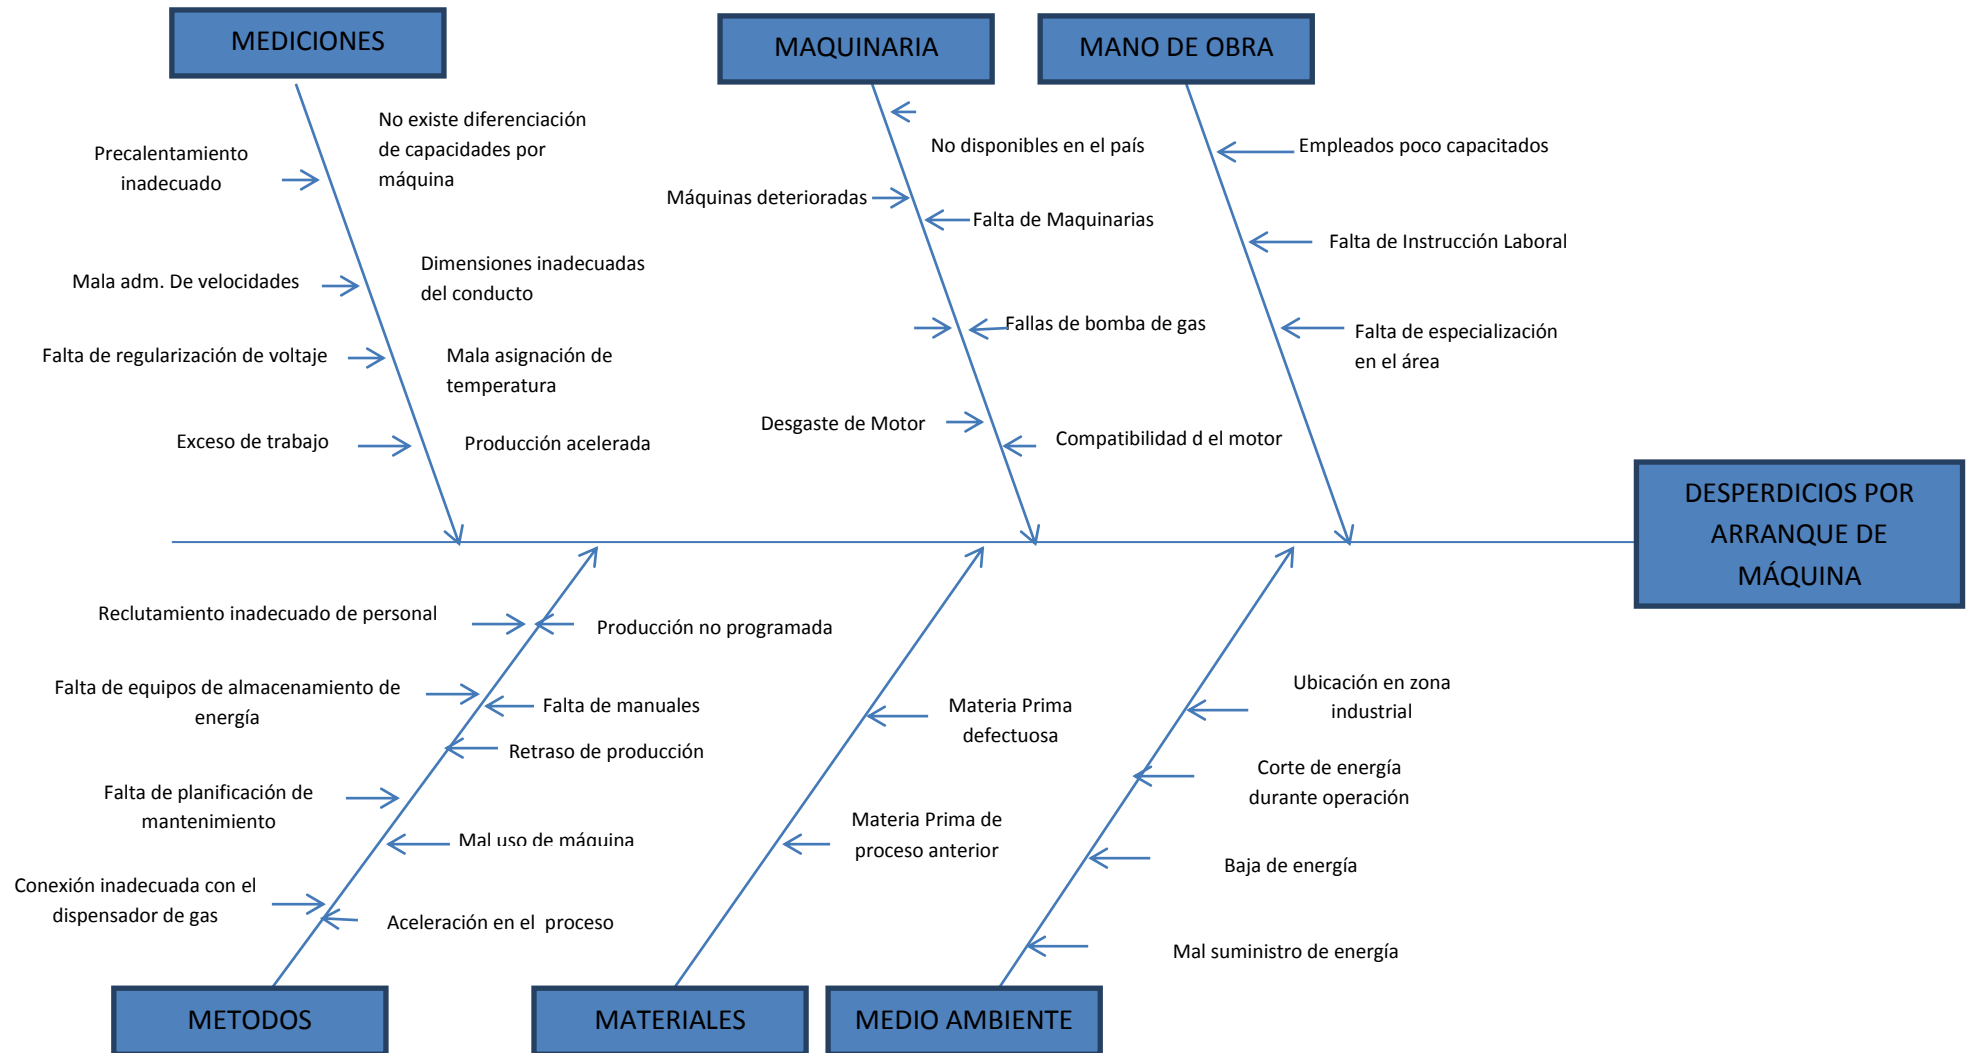 MEDICIONES
MAQUINARIA
MANO DE OBRA
No existe diferenciación
de capacidades por
máquina
Precalentamiento
inadecuado
No disponibles en el país
Empleados poco capacitados
Máquinas deterioradas
Falta de Maquinarias
Falta de Instrucción Laboral
Mala adm. De velocidades
Dimensiones inadecuadas
del conducto
Fallas de bomba de gas
Falta de especialización
en el área
Falta de regularización de voltaje
Mala asignación de
temperatura
Exceso de trabajo
Producción acelerada
Desgaste de Motor
Compatibilidad d el motor
DESPERDICIOS POR
ARRANQUE DE
MÁQUINA
Reclutamiento inadecuado de personal
Producción no programada
Falta de equipos de almacenamiento de
energía
Falta de manuales
Materia Prima
defectuosa
Ubicación en zona
industrial
Retraso de producción
Corte de energía
durante operación
Falta de planificación de
mantenimiento
Mal uso de máquina
Materia Prima de
proceso anterior
Baja de energía
Conexión inadecuada con el
dispensador de gas
Aceleración en el  proceso
Mal suministro de energía
METODOS
MATERIALES
MEDIO AMBIENTE